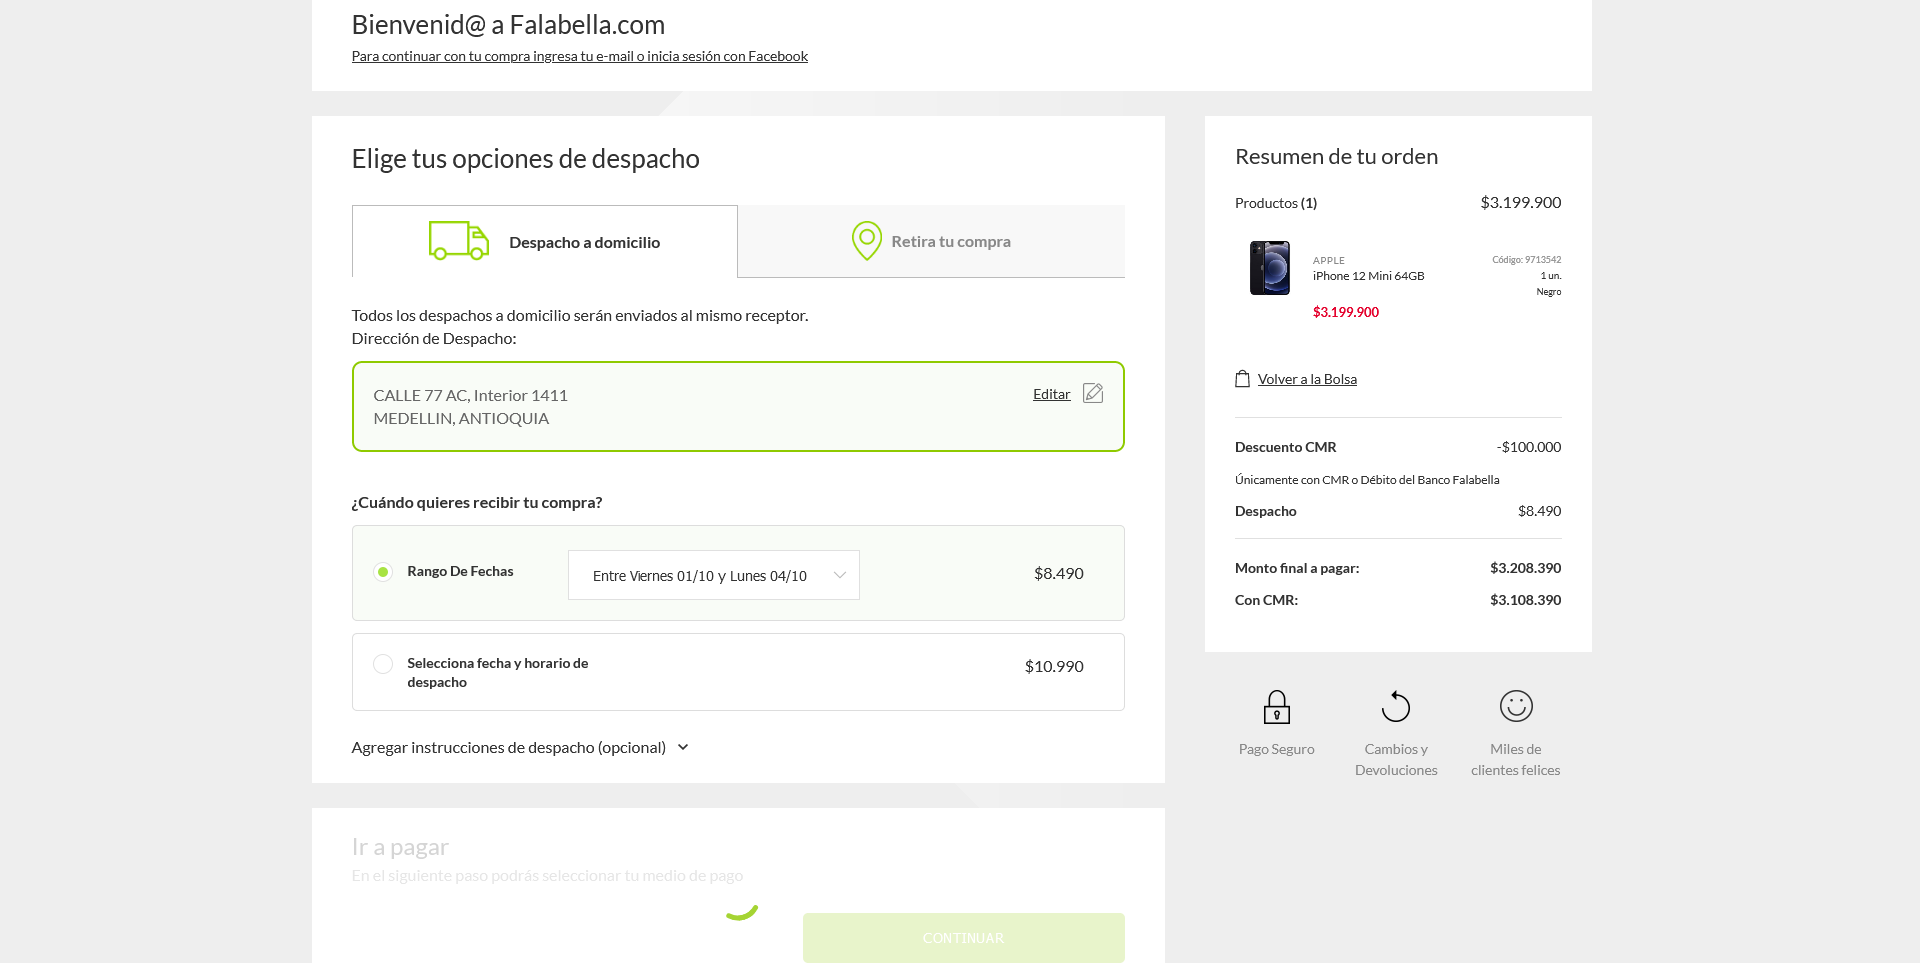 Bienvenid@ a Falabella.com
Para continuar con tu compra ingresa tu e-mail o inicia sesión con Facebook
Elige tus opciones de despacho
Despacho a domicilio
Retira tu compra
Todos los despachos a domicilio serán enviados al mismo receptor.
Dirección de Despacho:
CALLE 77 AC, Interior 1411
MEDELLIN, ANTIOQUIA
Editar
¿Cuándo quieres recibir tu compra?
Rango De Fechas
Entre Viernes 01/10 y Lunes 04/10
$8.490
Selecciona fecha y horario de
despacho
$10.990
Agregar instrucciones de despacho (opcional)
Ir a pagar
En el siguiente paso podrás seleccionar tu medio de pago
CONTINUAR
Resumen de tu orden
Productos (1) $3.199.900
APPLE
iPhone 12 Mini 64GB
$3.199.900
Código: 9713542
1 un.
Negro
Volver a la Bolsa
Descuento CMR -$100.000
Únicamente con CMR o Débito del Banco Falabella
Despacho $8.490
Monto final a pagar: $3.208.390
Con CMR: $3.108.390
Pago Seguro
Cambios y
Devoluciones
Miles de
clientes felices